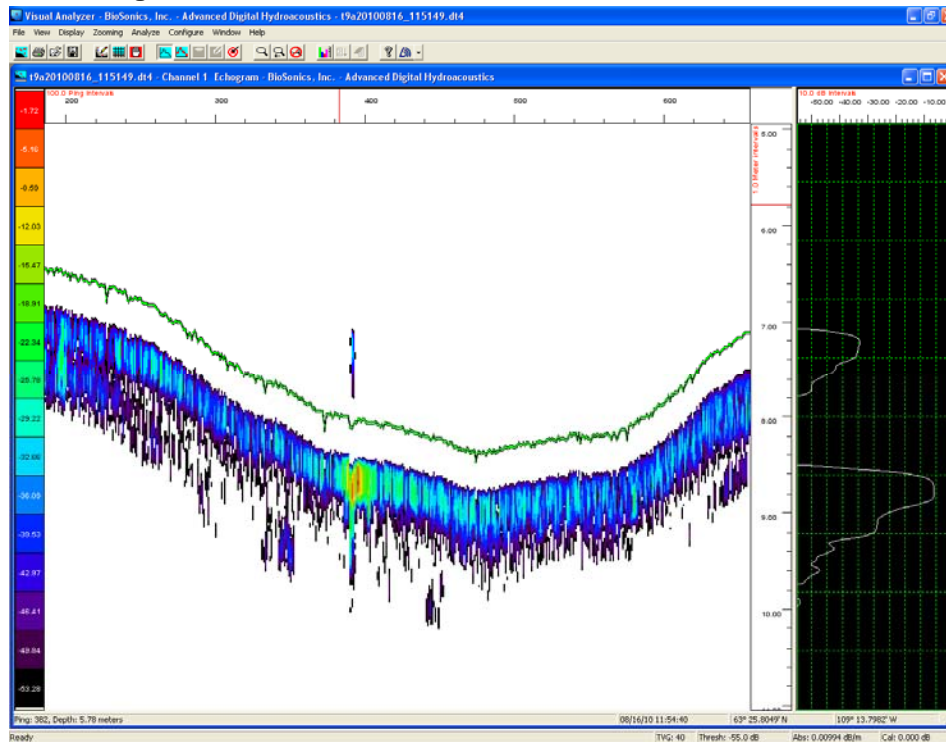 Visual Analyzer - BioSonics, Inc. - Advanced Digital Hydroacoustics - t9a20100816_115149.dt4
File View Display Zooming Analyze Configure Window Help
t9a20100816_115149.dt4 - Channel 1 Echogram - BioSonics, Inc. - Advanced Digital Hydroacoustics
100.0 Ping Intervals
200 300 400 500 600
10.0 dB Intervals
-50.00 -40.00 -30.00 -20.00 -10.00
1.0 Meter Intervals
-1.72
-5.16
-8.59
-12.03
-15.47
-18.91
-22.34
-25.78
-29.22
-32.66
-36.09
-39.53
-42.97
-46.41
-49.84
-53.28
5.00
6.00
7.00
8.00
9.00
10.00
11.00
Ping: 382, Depth: 5.78 meters 08/16/10 11:54:40 63° 25.8049' N 109° 13.7982' W
Ready TVG: 40 Thresh: -55.0 dB Abs: 0.00994 dB/m Cal: 0.000 dB